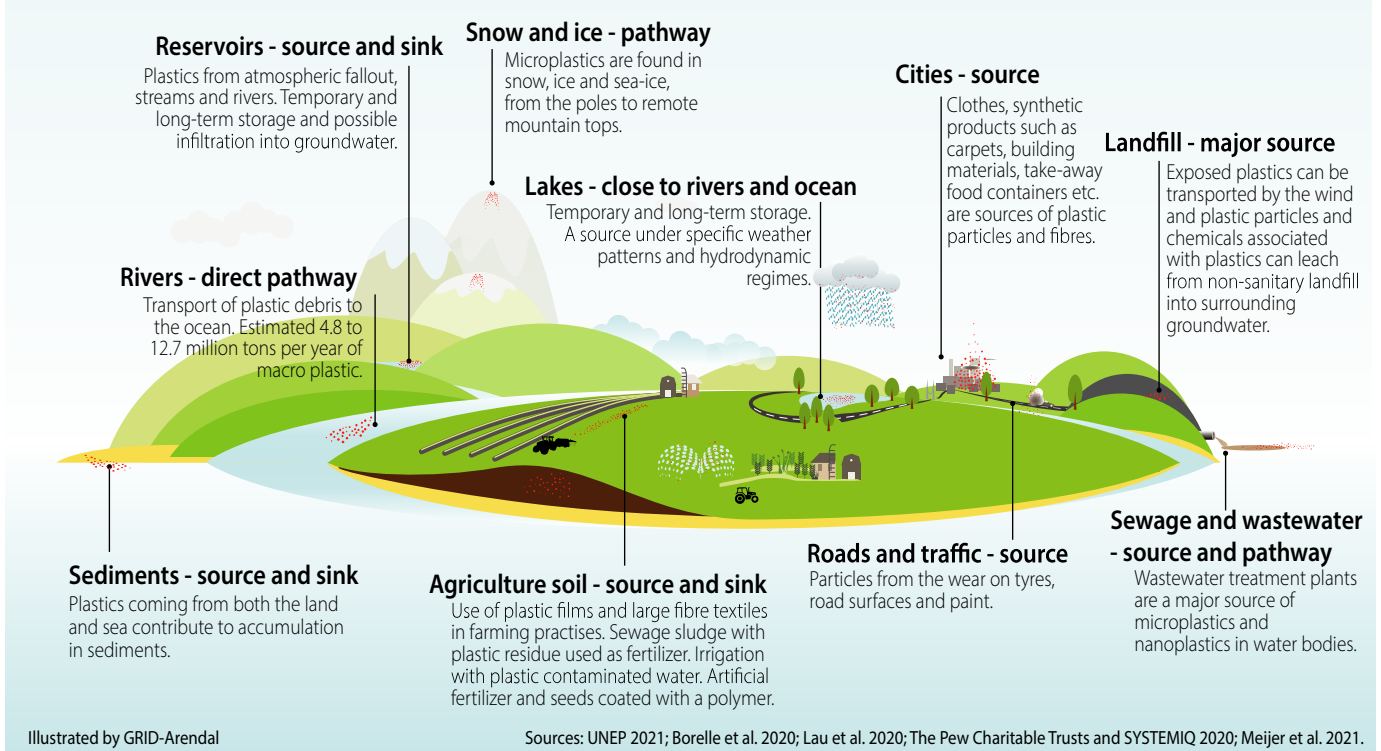 Reservoirs - source and sink
Plastics from atmospheric fallout,
streams and rivers. Temporary and
long-term storage and possible
infiltration into groundwater.
Snow and ice - pathway
Microplastics are found in
snow, ice and sea-ice,
from the poles to remote
mountain tops.
Cities - source
Clothes, synthetic
products such as
carpets, building
materials, take-away
food containers etc.
are sources of plastic
particles and fibres.
Landfill - major source
Exposed plastics can be
transported by the wind
and plastic particles and
chemicals associated
with plastics can leach
from non-sanitary landfill
into surrounding
groundwater.
Lakes - close to rivers and ocean
Temporary and long-term storage.
A source under specific weather
patterns and hydrodynamic
regimes.
Rivers - direct pathway
Transport of plastic debris to
the ocean. Estimated 4.8 to
12.7 million tons per year of
macro plastic.
Sediments - source and sink
Plastics coming from both the land
and sea contribute to accumulation
in sediments.
Agriculture soil - source and sink
Use of plastic films and large fibre textiles
in farming practises. Sewage sludge with
plastic residue used as fertilizer. Irrigation
with plastic contaminated water. Artificial
fertilizer and seeds coated with a polymer.
Roads and traffic - source
Particles from the wear on tyres,
road surfaces and paint.
Sewage and wastewater
- source and pathway
Wastewater treatment plants
are a major source of
microplastics and
nanoplastics in water bodies.
Illustrated by GRID-Arendal
Sources: UNEP 2021; Borelle et al. 2020; Lau et al. 2020; The Pew Charitable Trusts and SYSTEMIQ 2020; Meijer et al. 2021.